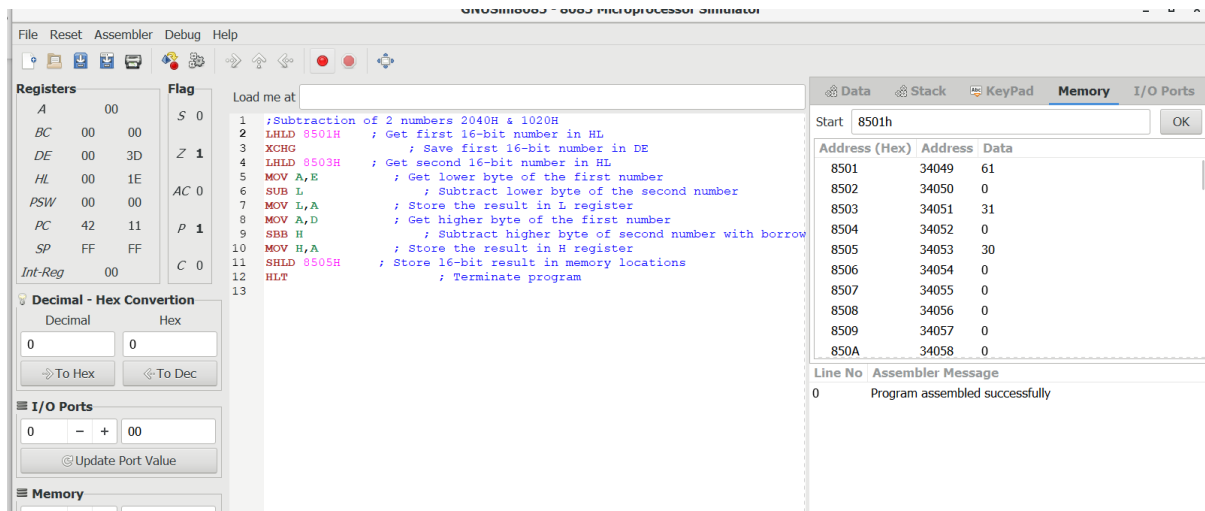 GNUSim8085 - 8085 Microprocessor Simulator
File Reset Assembler Debug Help
Registers
A 00
BC 00 00
DE 00 3D
HL 00 1E
PSW 00 00
PC 42 11
SP FF FF
Int-Reg 00
Flag
S 0
Z 1
AC 0
P 1
C 0
Decimal - Hex Convertion
Decimal Hex
0 0
To Hex To Dec
I/O Ports
0 - + 00
Update Port Value
Memory
Load me at
1 ;Subtraction of 2 numbers 2040H & 1020H
2 LHLD 8501H ; Get first 16-bit number in HL
3 XCHG ; Save first 16-bit number in DE
4 LHLD 8503H ; Get second 16-bit number in HL
5 MOV A,E ; Get lower byte of the first number
6 SUB L ; Subtract lower byte of the second number
7 MOV L,A ; Store the result in L register
8 MOV A,D ; Get higher byte of the first number
9 SBB H ; Subtract higher byte of second number with borrow
10 MOV H,A ; Store the result in H register
11 SHLD 8505H ; Store 16-bit result in memory locations
12 HLT ; Terminate program
13
Data Stack KeyPad Memory I/O Ports
Start 8501h OK
Address (Hex) Address Data
8501 34049 61
8502 34050 0
8503 34051 31
8504 34052 0
8505 34053 30
8506 34054 0
8507 34055 0
8508 34056 0
8509 34057 0
850A 34058 0
Line No Assembler Message
0 Program assembled successfully